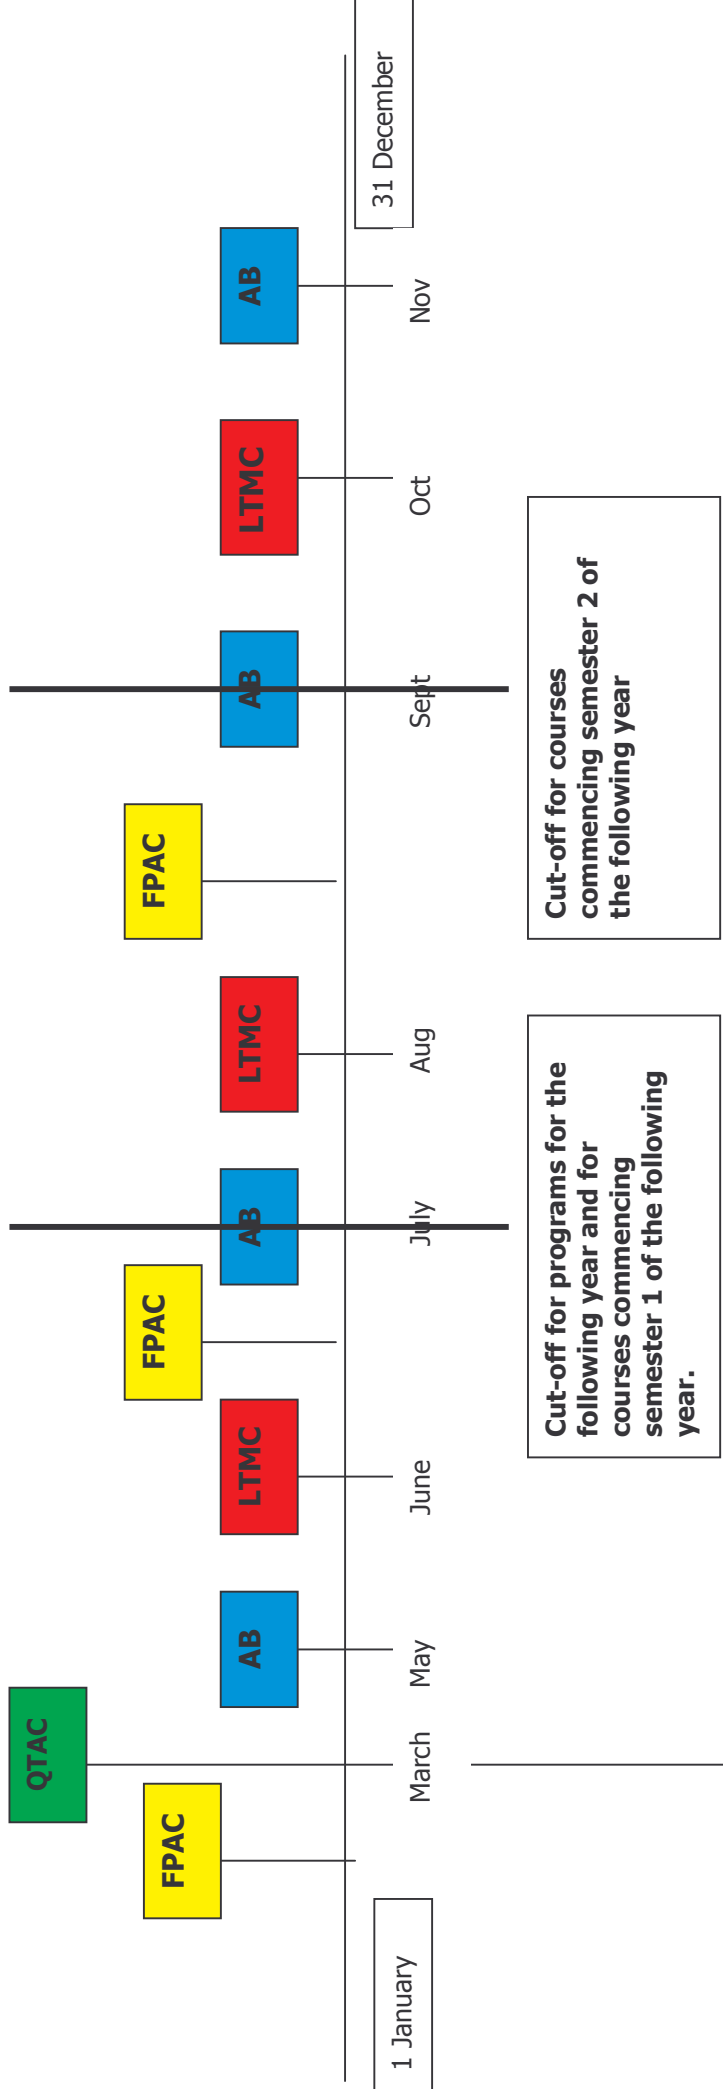 QTAC
FPAC
FPAC
FPAC
AB
LTMC
AB
LTMC
AB
LTMC
AB
1 January
March
May
June
July
Aug
Sept
Oct
Nov
31 December
Cut-off for programs for the
following year and for
courses commencing
semester 1 of the following
year.
Cut-off for courses
commencing semester 2 of
the following year